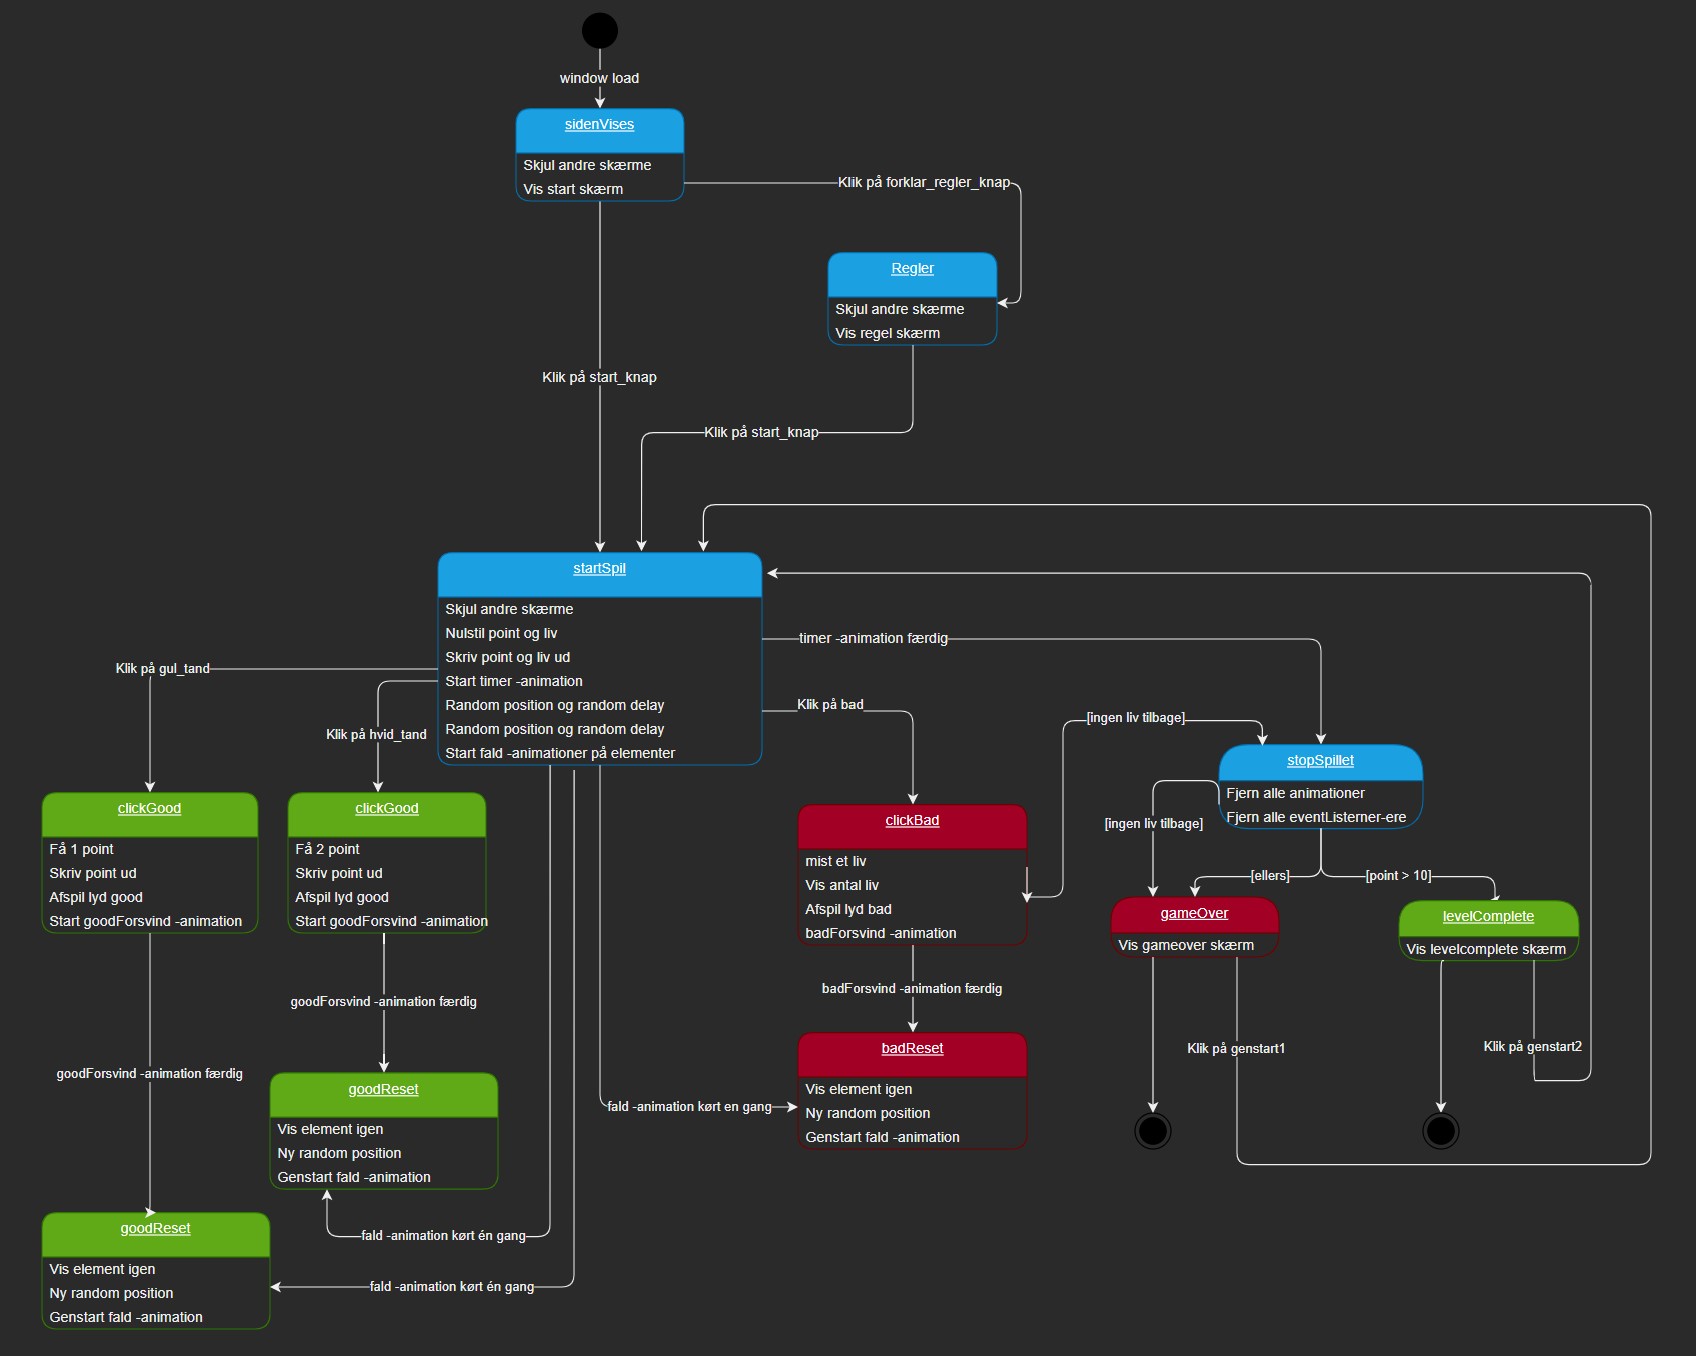 window load
sidenVises
Skjul andre skærme
Vis start skærm
Klik på forklar_regler_knap
Regler
Skjul andre skærme
Vis regel skærm
Klik på start_knap
Klik på start_knap
startSpil
Skjul andre skærme
Nulstil point og liv
Skriv point og liv ud
Start timer -animation
Random position og random delay
Random position og random delay
Start fald -animationer på elementer
timer -animation færdig
Klik på gul_tand
Klik på hvid_tand
Klik på bad
[ingen liv tilbage]
stopSpillet
Fjern alle animationer
Fjern alle eventListerner-ere
clickGood
Få 1 point
Skriv point ud
Afspil lyd good
Start goodForsvind -animation
clickGood
Få 2 point
Skriv point ud
Afspil lyd good
Start goodForsvind -animation
clickBad
mist et liv
Vis antal liv
Afspil lyd bad
badForsvind -animation
[ingen liv tilbage]
[ellers]
[point > 10]
gameOver
Vis gameover skærm
levelComplete
Vis levelcomplete skærm
goodForsvind -animation færdig
badForsvind -animation færdig
goodForsvind -animation færdig
Klik på genstart1
Klik på genstart2
badReset
Vis element igen
Ny random position
Genstart fald -animation
goodReset
Vis element igen
Ny random position
Genstart fald -animation
fald -animation kørt en gang
fald -animation kørt én gang
goodReset
Vis element igen
Ny random position
Genstart fald -animation
fald -animation kørt én gang